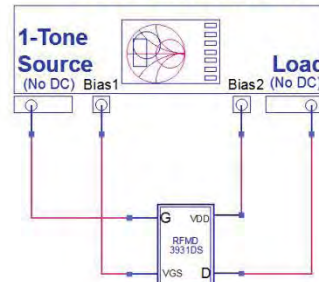 1-Tone
Source
(No DC)
Bias1
Bias2
Load
(No DC)
G
VDD
RFMD
3931DS
VGS
D